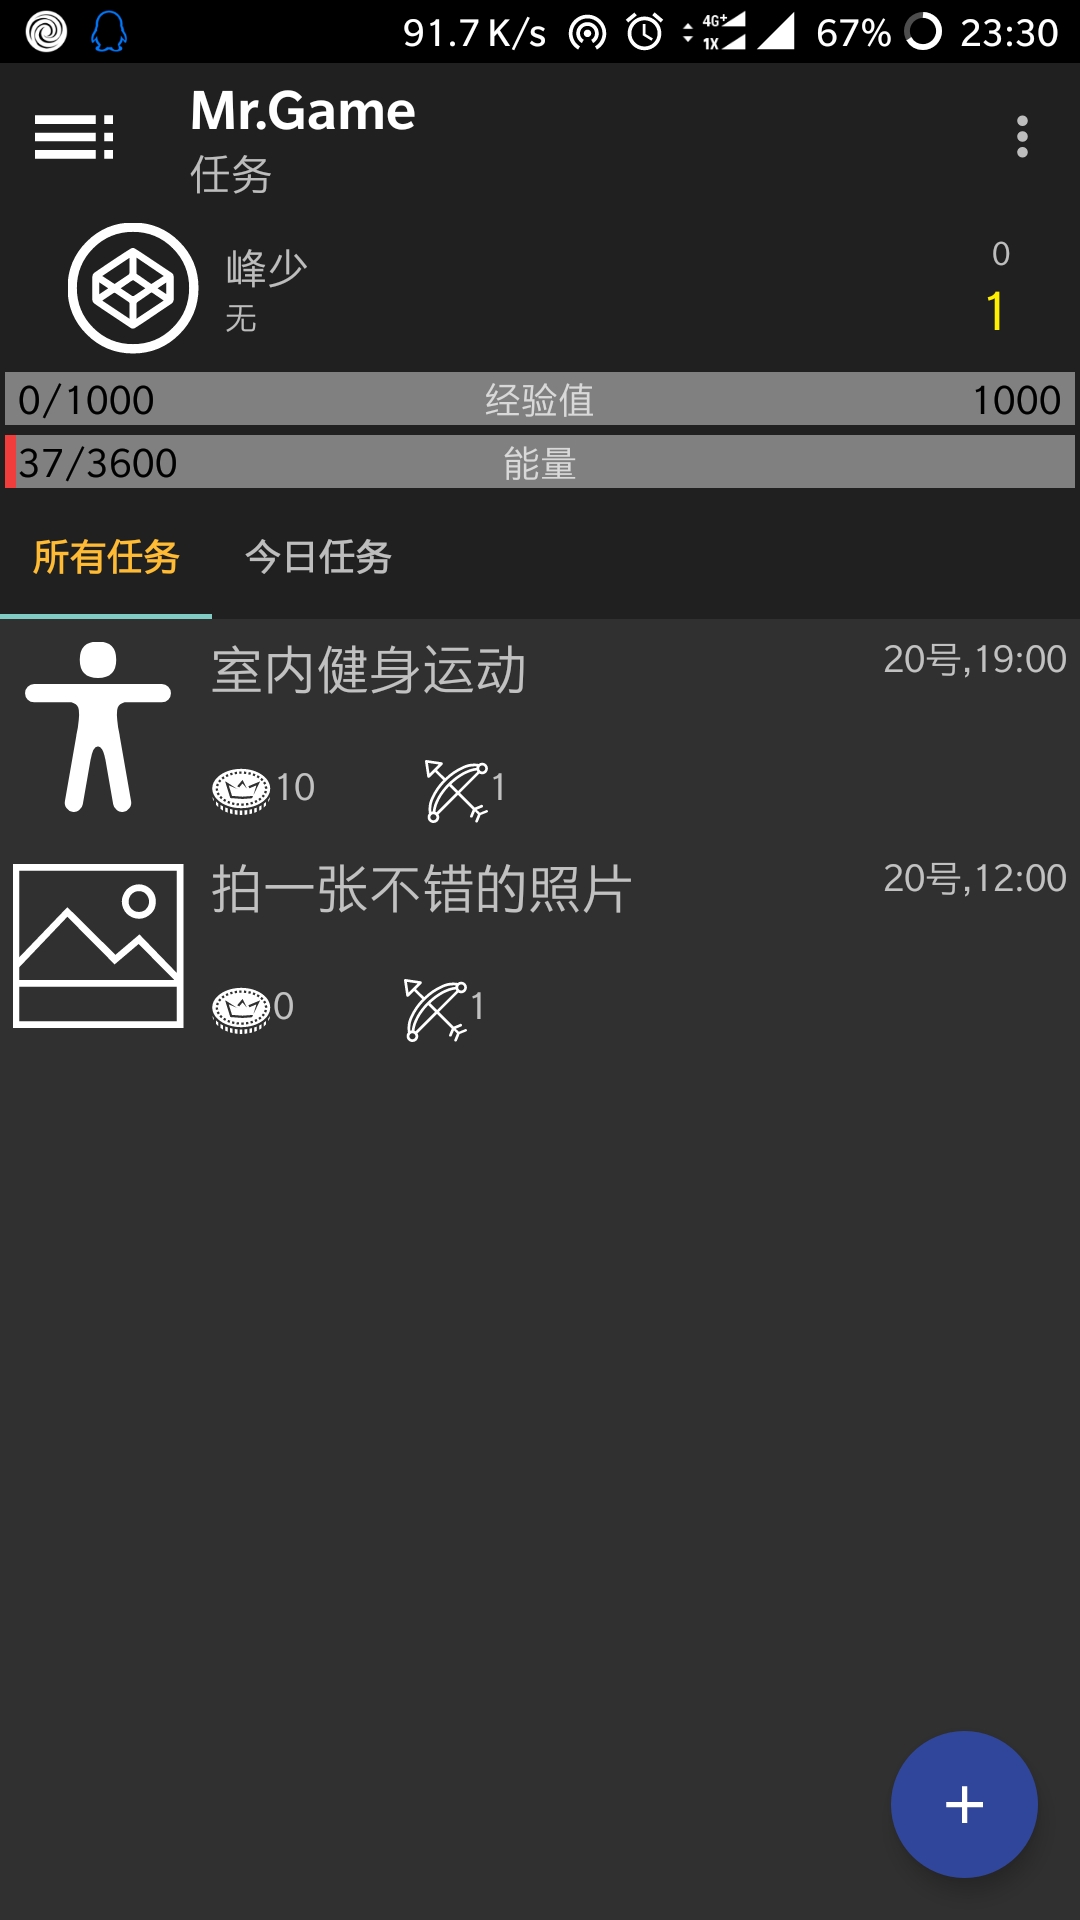 91.7 K/s 4G+ 1X 67% 23:30
Mr.Game
任务
峰少
无
0
1
0/1000 经验值 1000
37/3600 能量
所有任务 今日任务
室内健身运动 20号,19:00
10 1
拍一张不错的照片 20号,12:00
0 1